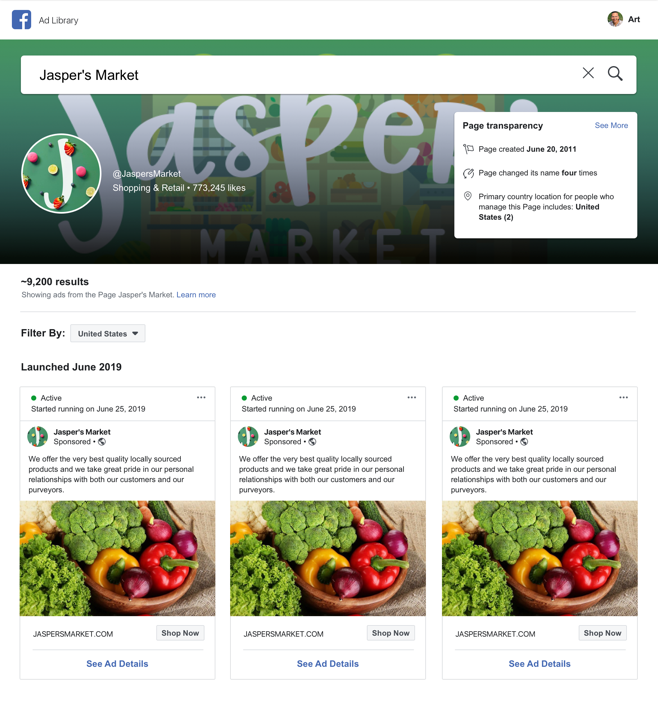 Ad Library
Art
Jasper's Market
Jasper's
MARKET
@JaspersMarket
Shopping & Retail • 773,245 likes
Page transparency
See More
Page created June 20, 2011
Page changed its name four times
Primary country location for people who
manage this Page includes: United
States (2)
~9,200 results
Showing ads from the Page Jasper's Market. Learn more
Filter By:
United States
Launched June 2019
Active
Started running on June 25, 2019
Jasper's Market
Sponsored •
We offer the very best quality locally sourced
products and we take great pride in our personal
relationships with both our customers and our
purveyors.
JASPERSMARKET.COM
Shop Now
See Ad Details
Active
Started running on June 25, 2019
Jasper's Market
Sponsored •
We offer the very best quality locally sourced
products and we take great pride in our personal
relationships with both our customers and our
purveyors.
JASPERSMARKET.COM
Shop Now
See Ad Details
Active
Started running on June 25, 2019
Jasper's Market
Sponsored •
We offer the very best quality locally sourced
products and we take great pride in our personal
relationships with both our customers and our
purveyors.
JASPERSMARKET.COM
Shop Now
See Ad Details